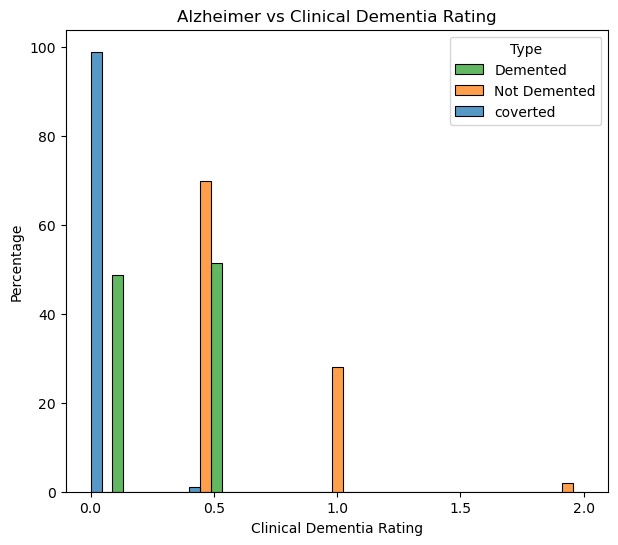 Alzheimer vs Clinical Dementia Rating
Type
Demented
Not Demented
coverted
Percentage
100
80
60
40
20
0
0.0 0.5 1.0 1.5 2.0
Clinical Dementia Rating